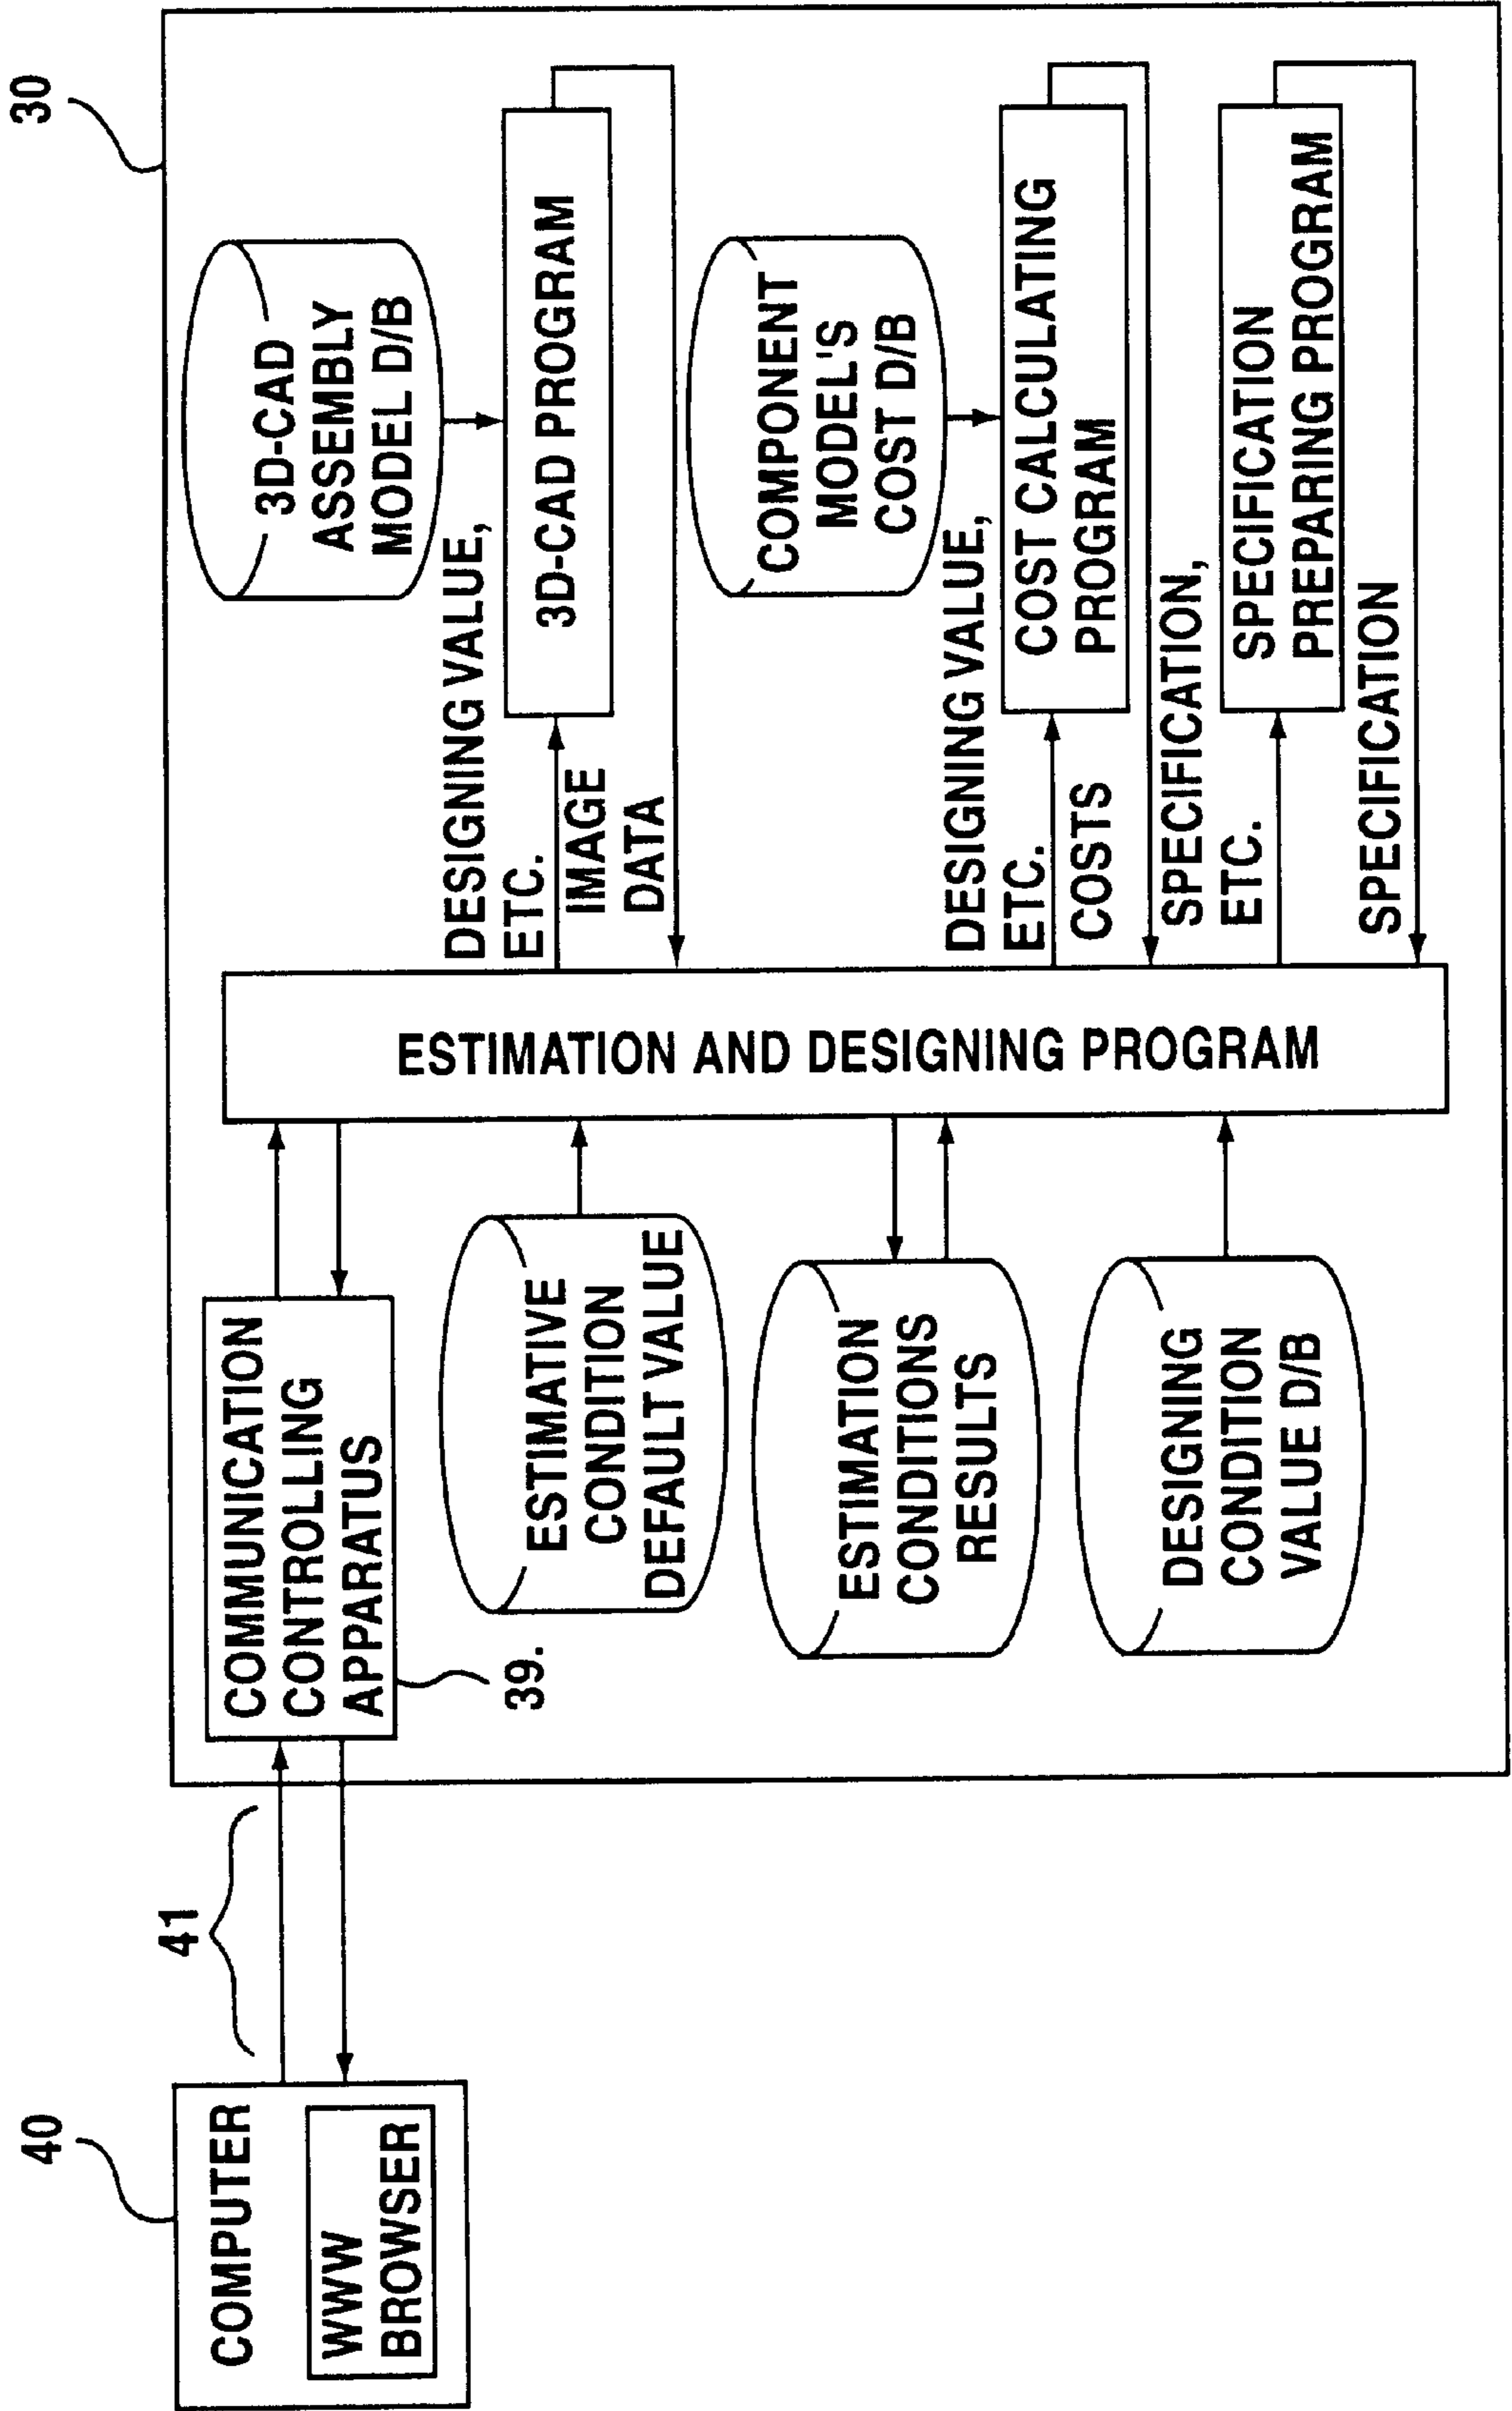 40
COMPUTER
WWW
BROWSER
41
30
COMMUNICATION
CONTROLLING
APPARATUS
39.
ESTIMATIVE
CONDITION
DEFAULT VALUE
ESTIMATION
CONDITIONS
RESULTS
DESIGNING
CONDITION
VALUE D/B
ESTIMATION AND DESIGNING PROGRAM
3D-CAD
ASSEMBLY
MODEL D/B
DESIGNING VALUE,
ETC.
3D-CAD PROGRAM
IMAGE
DATA
COMPONENT
MODEL'S
COST D/B
DESIGNING VALUE,
ETC.
COST CALCULATING
PROGRAM
COSTS
SPECIFICATION,
ETC.
SPECIFICATION
PREPARING PROGRAM
SPECIFICATION